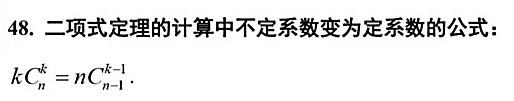 48. 二项式定理的计算中不定系数变为定系数的公式：
$kC_n^k = nC_{n-1}^{k-1}$.